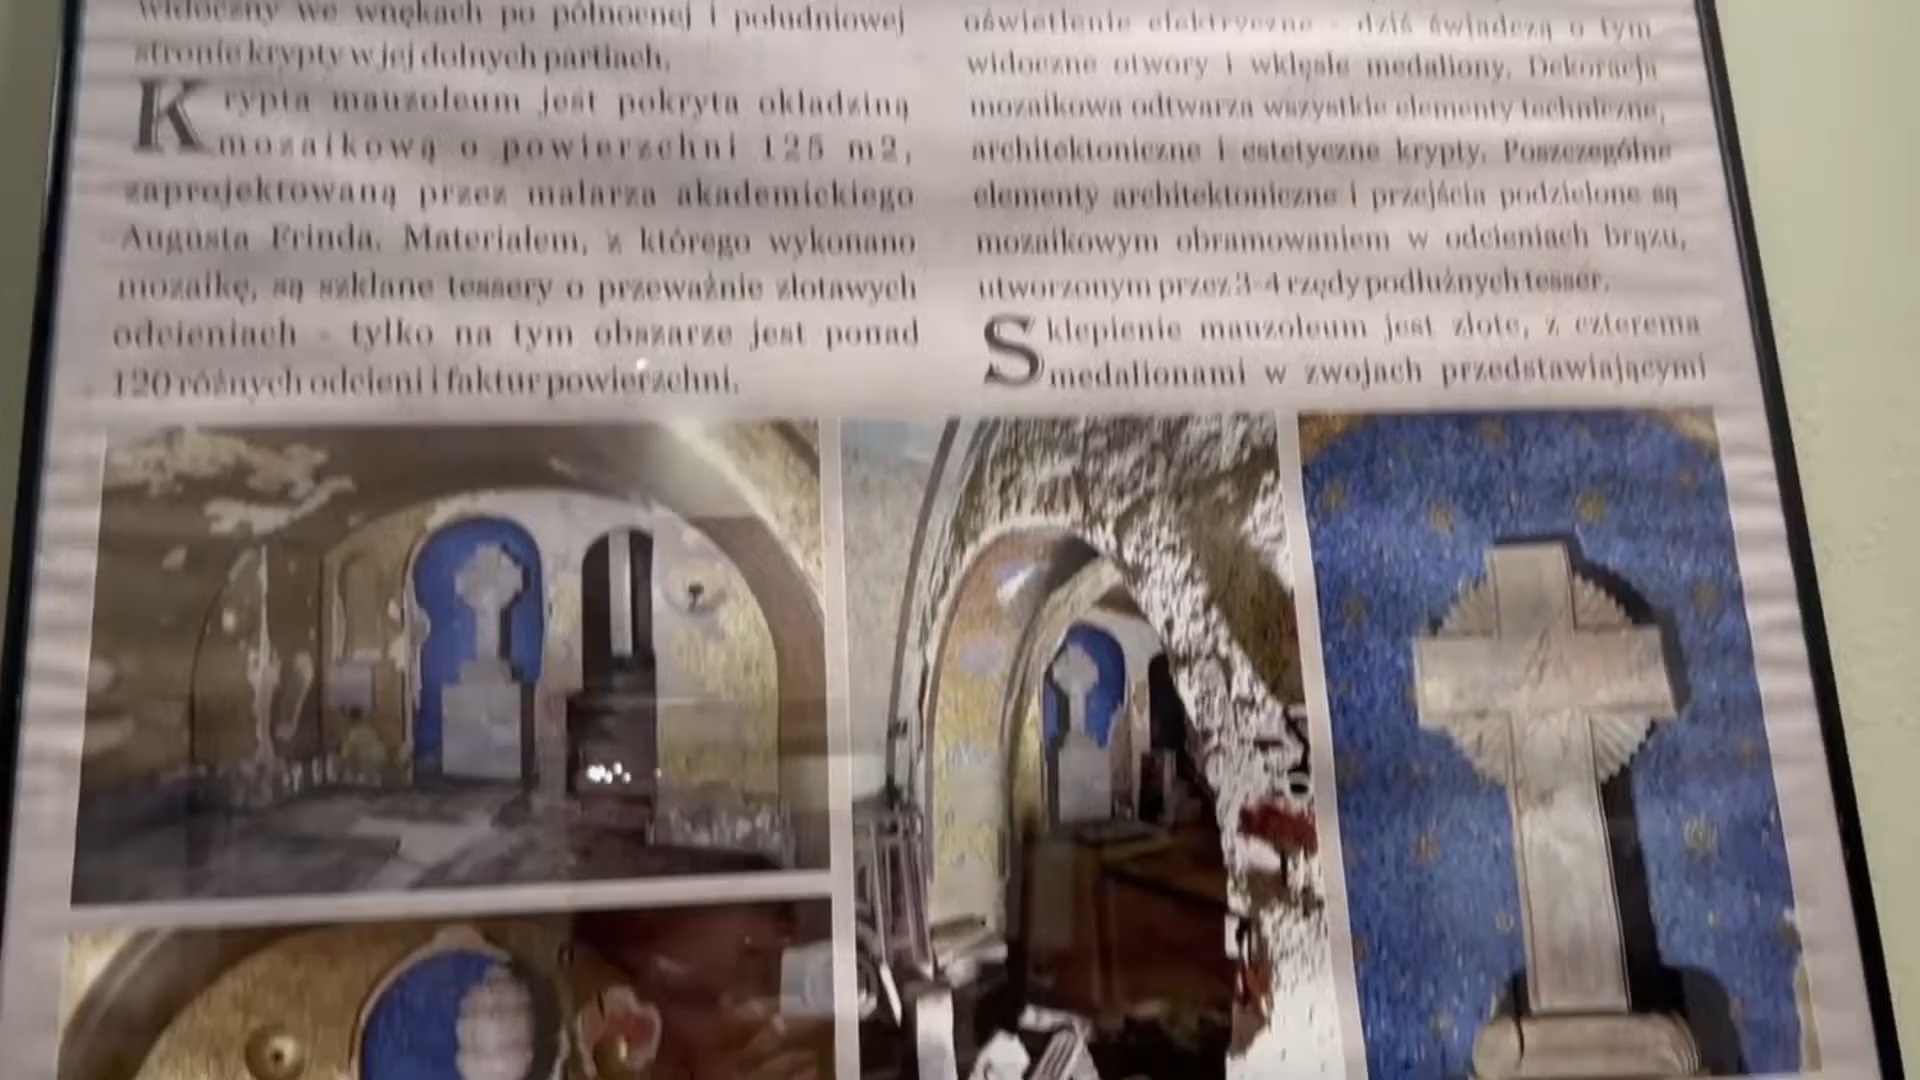 widoczny we wnękach po północnej i południowej
stronie krypty w jej dolnych partiach.
Krypta mauzoleum jest pokryta okładziną
mozaikową o powierzchni 125 m2,
zaprojektowaną przez malarza akademickiego
Augusta Frinda. Materiałem, z którego wykonano
mozaikę, są szklane tessery o przeważnie złotawych
odcieniach - tylko na tym obszarze jest ponad
120 różnych odcieni i faktur powierzchni.
oświetlenie elektryczne - dziś świadczą o tym
widoczne otwory i wklęsłe medaliony. Dekoracja
mozaikowa odtwarza wszystkie elementy techniczne,
architektoniczne i estetyczne krypty. Poszczególne
elementy architektoniczne i przejścia podzielone są
mozaikowym obramowaniem w odcieniach brązu,
utworzonym przez 3-4 rzędy podłużnych tesser.
Sklepienie mauzoleum jest złote, z czterema
medalionami w zwojach przedstawiającymi